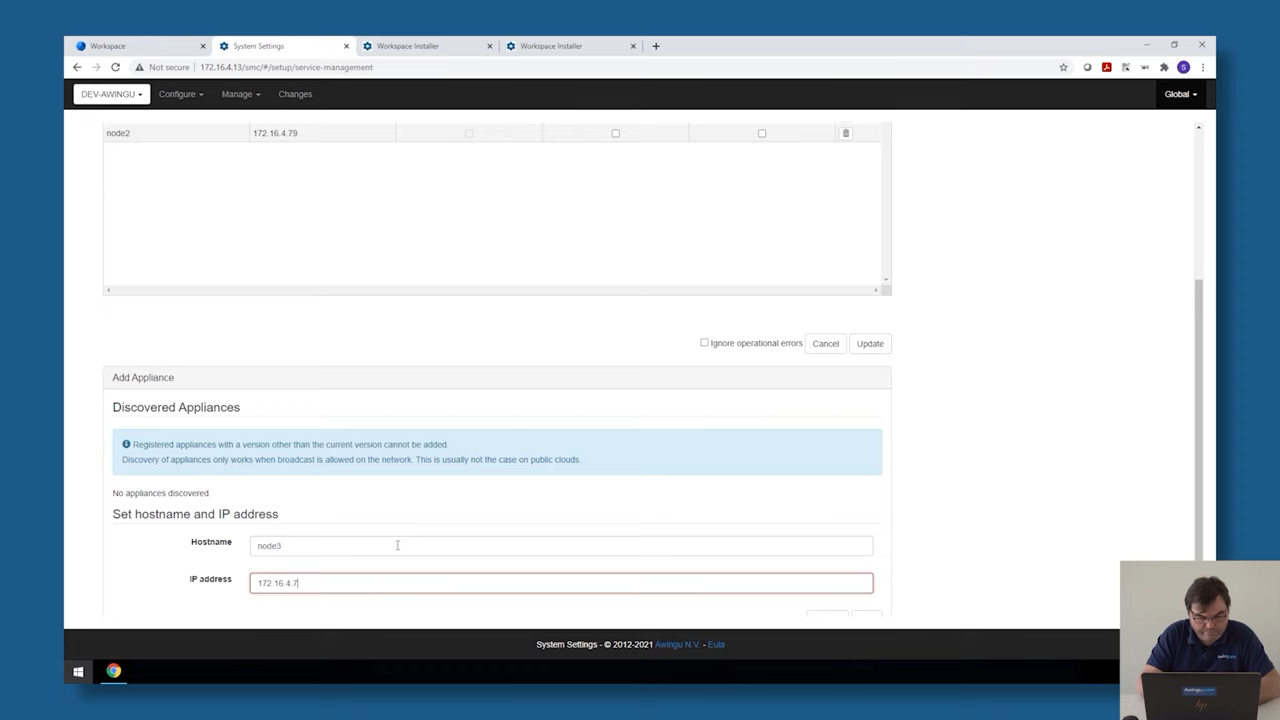 Workspace
System Settings
Workspace Installer
Workspace Installer
Not secure
172.16.4.13/smc/#/setup/service-management
S
DEV-AWINGU
Configure
Manage
Changes
Global
node2
172.16.4.79
Ignore operational errors
Cancel
Update
Add Appliance
Discovered Appliances
Registered appliances with a version other than the current version cannot be added.
Discovery of appliances only works when broadcast is allowed on the network. This is usually not the case on public clouds.
No appliances discovered.
Set hostname and IP address
Hostname
node3
IP address
172.16.4.7
System Settings - © 2012-2021 Awingu N.V. - Eula
awingu
Awingu.com
hp